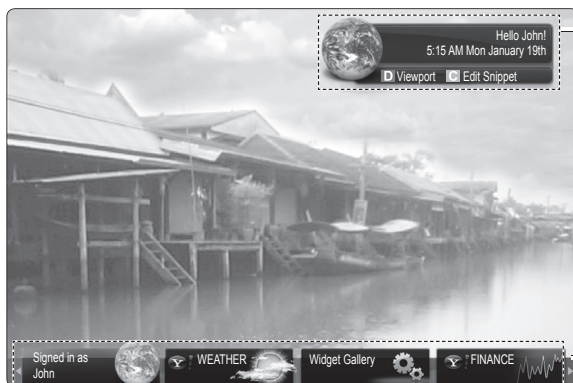 Hello John!
5:15 AM Mon January 19th
D Viewport C Edit Snippet
Signed in as
John
WEATHER
Widget Gallery
FINANCE